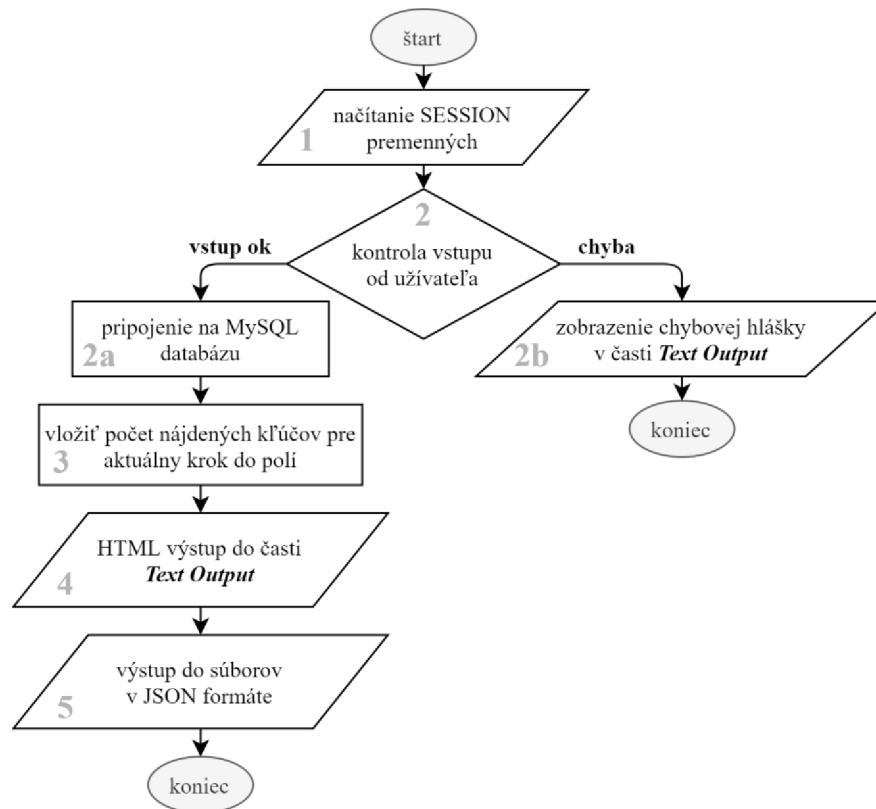 štart
načítanie SESSION
premenných
1
2
kontrola vstupu
od užívateľa
vstup ok
chyba
pripojenie na MySQL
databázu
2a
zobrazenie chybovej hlášky
v časti Text Output
2b
koniec
vložiť počet nájdených kľúčov pre
aktuálny krok do polí
3
HTML výstup do časti
Text Output
4
výstup do súborov
v JSON formáte
5
koniec